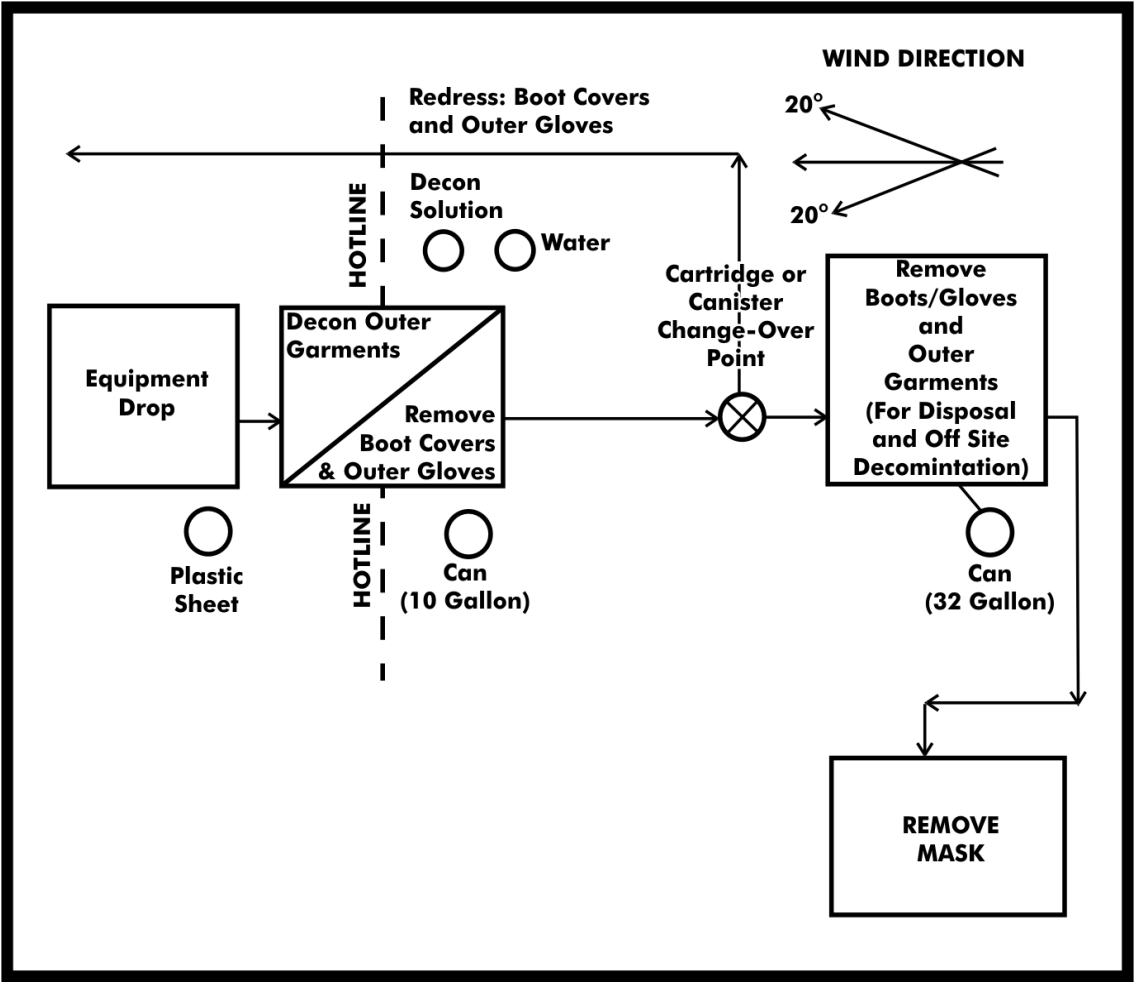 WIND DIRECTION
20°
20°
Redress: Boot Covers
and Outer Gloves
HOTLINE
Decon
Solution
Water
Cartridge or
Canister
Change-Over
Point
Remove
Boots/Gloves
and
Outer
Garments
(For Disposal
and Off Site
Decomintation)
Equipment
Drop
Decon Outer
Garments
Remove
Boot Covers
& Outer Gloves
Plastic
Sheet
HOTLINE
Can
(10 Gallon)
Can
(32 Gallon)
REMOVE
MASK